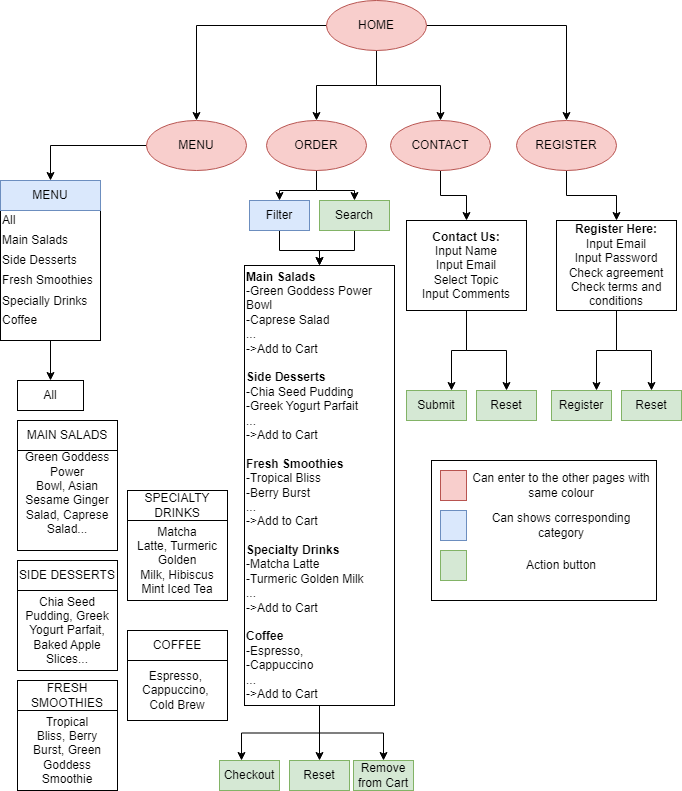 HOME
MENU
ORDER
CONTACT
REGISTER
MENU
All
Main Salads
Side Desserts
Fresh Smoothies
Specially Drinks
Coffee
All
MAIN SALADS
Green Goddess
Power
Bowl, Asian
Sesame Ginger
Salad, Caprese
Salad...
SIDE DESSERTS
Chia Seed
Pudding, Greek
Yogurt Parfait,
Baked Apple
Slices...
FRESH
SMOOTHIES
Tropical
Bliss, Berry
Burst, Green
Goddess
Smoothie
SPECIALTY
DRINKS
Matcha
Latte, Turmeric
Golden
Milk, Hibiscus
Mint Iced Tea
COFFEE
Espresso,
Cappuccino,
Cold Brew
Filter
Search
Main Salads
-Green Goddess Power
Bowl
-Caprese Salad
...
->Add to Cart
Side Desserts
-Chia Seed Pudding
-Greek Yogurt Parfait
...
->Add to Cart
Fresh Smoothies
-Tropical Bliss
-Berry Burst
...
->Add to Cart
Specialty Drinks
-Matcha Latte
-Turmeric Golden Milk
...
->Add to Cart
Coffee
-Espresso,
-Cappuccino
...
->Add to Cart
Checkout
Reset
Remove
from Cart
Contact Us:
Input Name
Input Email
Select Topic
Input Comments
Submit
Reset
Register Here:
Input Email
Input Password
Check agreement
Check terms and
conditions
Register
Reset
Can enter to the other pages with
same colour
Can shows corresponding
category
Action button